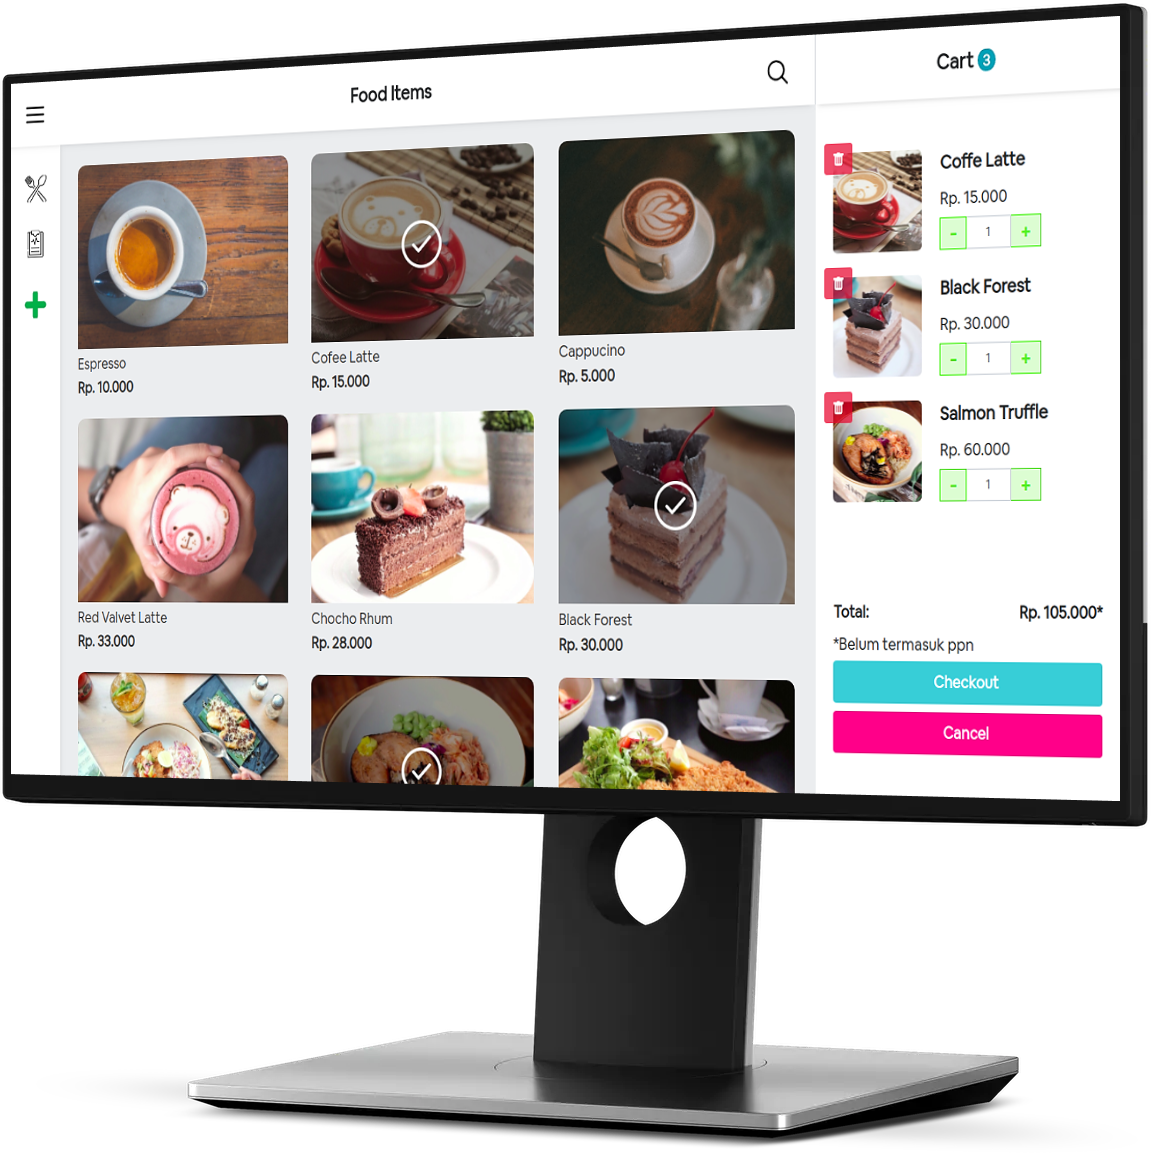 Food Items
Espresso
Rp. 10.000
Cofee Latte
Rp. 15.000
Cappucino
Rp. 5.000
Red Valvet Latte
Rp. 33.000
Chocho Rhum
Rp. 28.000
Black Forest
Rp. 30.000
Cart 3
Coffe Latte
Rp. 15.000
- 1 +
Black Forest
Rp. 30.000
- 1 +
Salmon Truffle
Rp. 60.000
- 1 +
Total: Rp. 105.000*
*Belum termasuk ppn
Checkout
Cancel